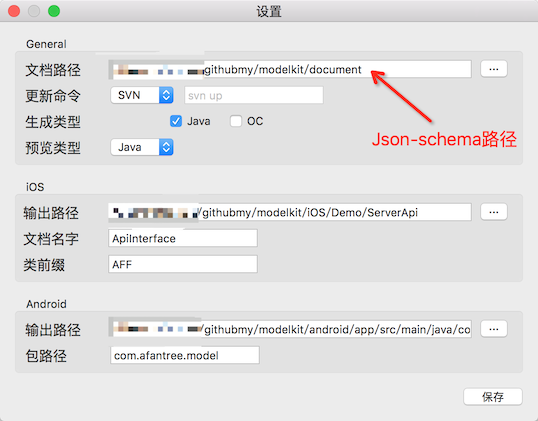 设置
General
文档路径 githubmy/modelkit/document ...
更新命令 SVN svn up
Json-schema路径
生成类型 Java OC
预览类型 Java
iOS
输出路径 /githubmy/modelkit/iOS/Demo/ServerApi ...
文档名字 ApiInterface
类前缀 AFF
Android
输出路径 /githubmy/modelkit/android/app/src/main/java/co ...
包路径 com.afantree.model
保存